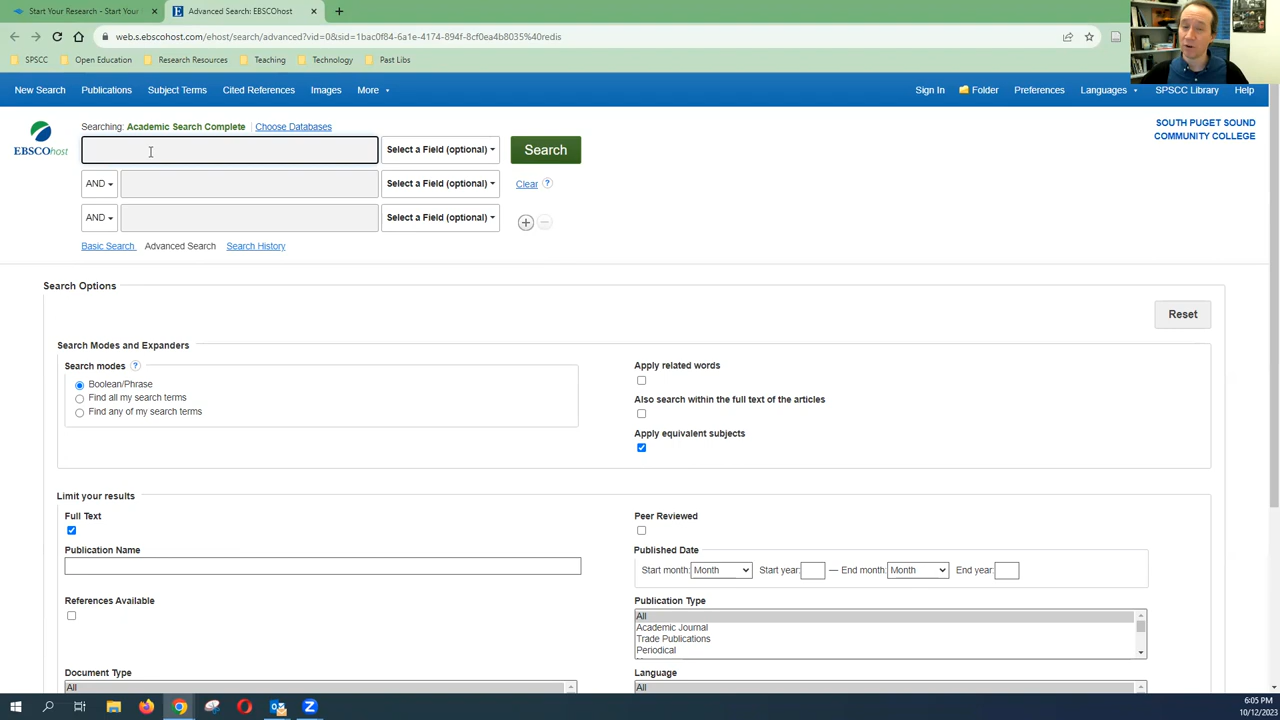 Start Your Research - Start Your
Advanced Search: EBSCOhost
web.s.ebscohost.com/ehost/search/advanced?vid=0&sid=1bac0f84-6a1e-4174-894f-8cf0ea4b8035%40redis
SPSCC Open Education Research Resources Teaching Technology Past Libs
New Search Publications Subject Terms Cited References Images More Sign In Folder Preferences Languages SPSCC Library Help
Searching: Academic Search Complete Choose Databases
SOUTH PUGET SOUND
COMMUNITY COLLEGE
EBSCOhost
Select a Field (optional) Search
AND Select a Field (optional) Clear ?
AND Select a Field (optional)
Basic Search Advanced Search Search History
Search Options
Reset
Search Modes and Expanders
Search modes ?
Boolean/Phrase
Find all my search terms
Find any of my search terms
Apply related words
Also search within the full text of the articles
Apply equivalent subjects
Limit your results
Full Text
Peer Reviewed
Publication Name
Published Date
Start month: Month Start year: — End month: Month End year:
References Available
Publication Type
All
Academic Journal
Trade Publications
Periodical
Document Type
All
Language
All
6:05 PM
10/12/2023